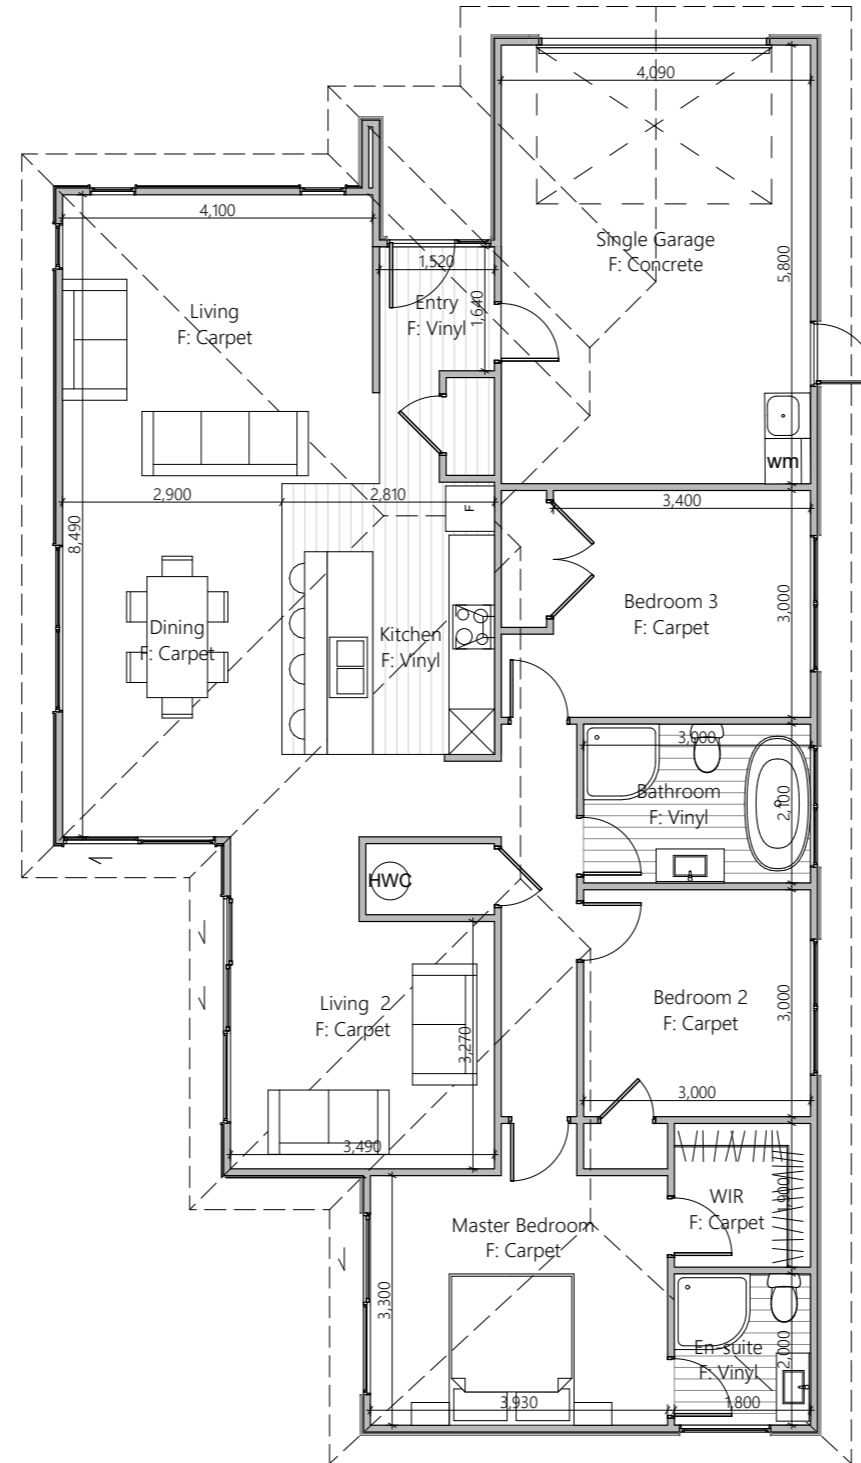 4,090
4,100
Single Garage
F: Concrete
5,800
1,520
Entry
F: Vinyl
1,640
Living
F: Carpet
wm
2,900
2,810
8,490
F
3,400
Bedroom 3
F: Carpet
3,000
Dining
F: Carpet
Kitchen
F: Vinyl
3,000
Bathroom
F: Vinyl
2,100
HWC
Living 2
F: Carpet
3,270
3,490
Bedroom 2
F: Carpet
3,000
3,000
WIR
F: Carpet
1,900
Master Bedroom
F: Carpet
3,300
3,930
En-suite
F: Vinyl
2,000
1,800